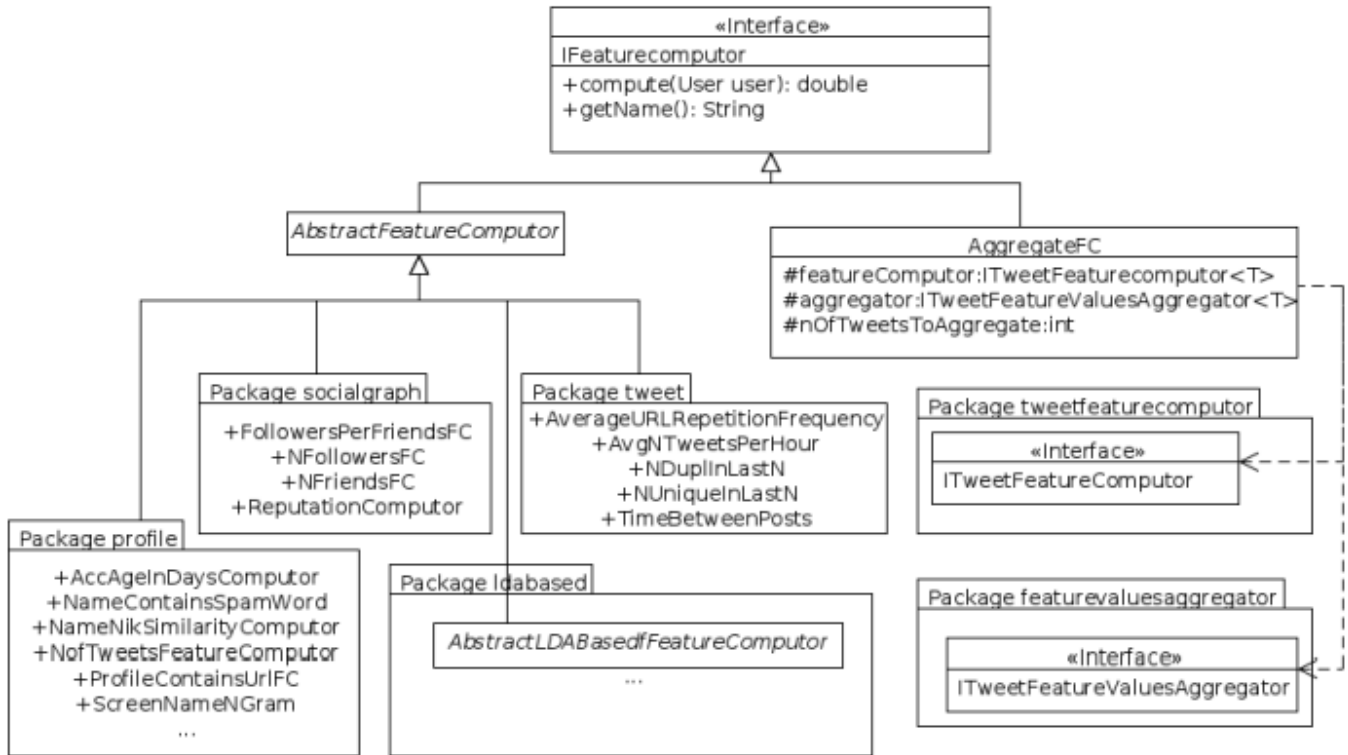 «Interface»
IFeaturecomputor
+compute(User user): double
+getName(): String
AbstractFeatureComputor
AggregateFC
#featureComputor:ITweetFeaturecomputor<T>
#aggregator:ITweetFeatureValuesAggregator<T>
#nOfTweetsToAggregate:int
Package socialgraph
+FollowersPerFriendsFC
+NFollowersFC
+NFriendsFC
+ReputationComputor
Package tweet
+AverageURLRepetitionFrequency
+AvgNTweetsPerHour
+NDuplInLastN
+NUniqueInLastN
+TimeBetweenPosts
Package tweetfeaturecomputor
«Interface»
ITweetFeatureComputor
Package profile
+AccAgeInDaysComputor
+NameContainsSpamWord
+NameNikSimilarityComputor
+NofTweetsFeatureComputor
+ProfileContainsUrlFC
+ScreenNameNGram
...
Package ldabased
AbstractLDABasedfFeatureComputor
...
Package featurevaluesaggregator
«Interface»
ITweetFeatureValuesAggregator